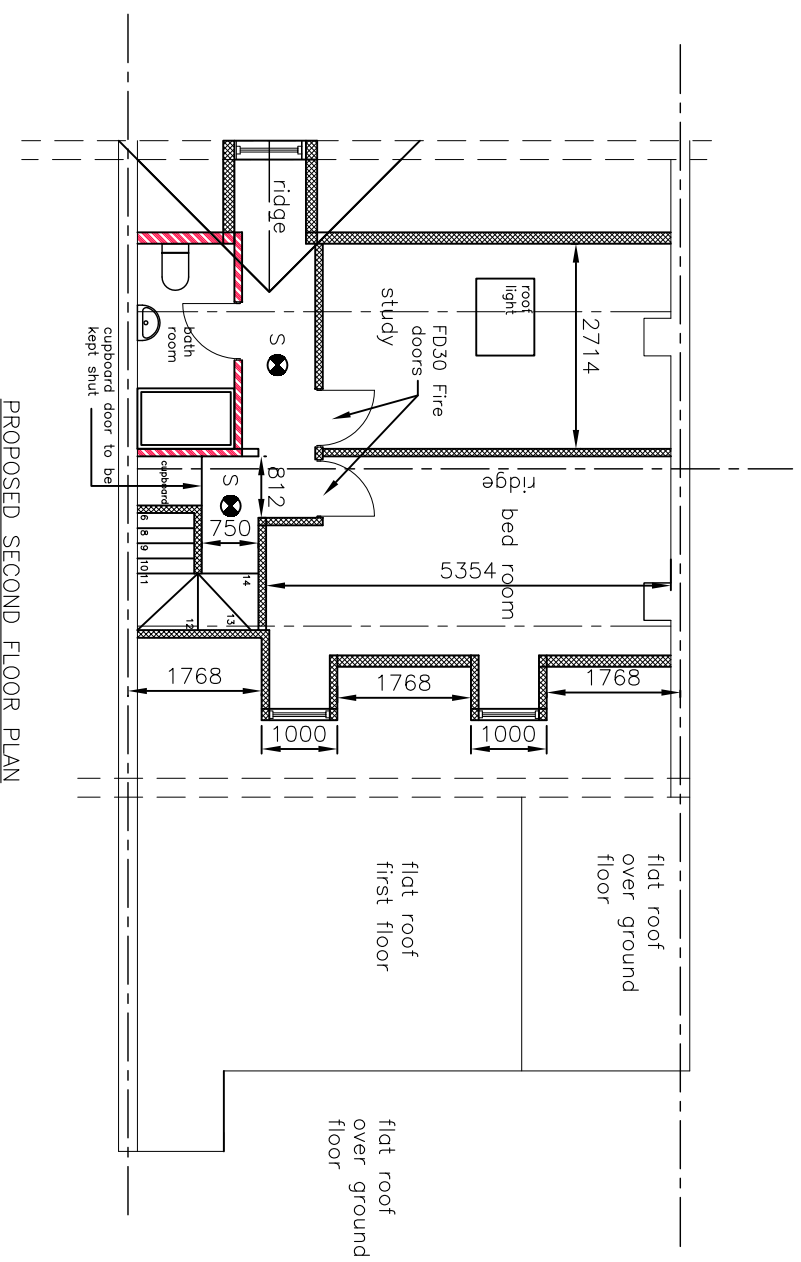 ridge
roof
light
2714
study
FD30 Fire
doors
S
bath
room
cupboard door to be
kept shut
cupboard
S
812
750
ridge
bed room
5354
6
8
9
10
11
12
13
14
1768
1000
1768
1000
1768
flat roof
over ground
floor
flat roof
first floor
flat roof
over ground
floor
PROPOSED SECOND FLOOR PLAN